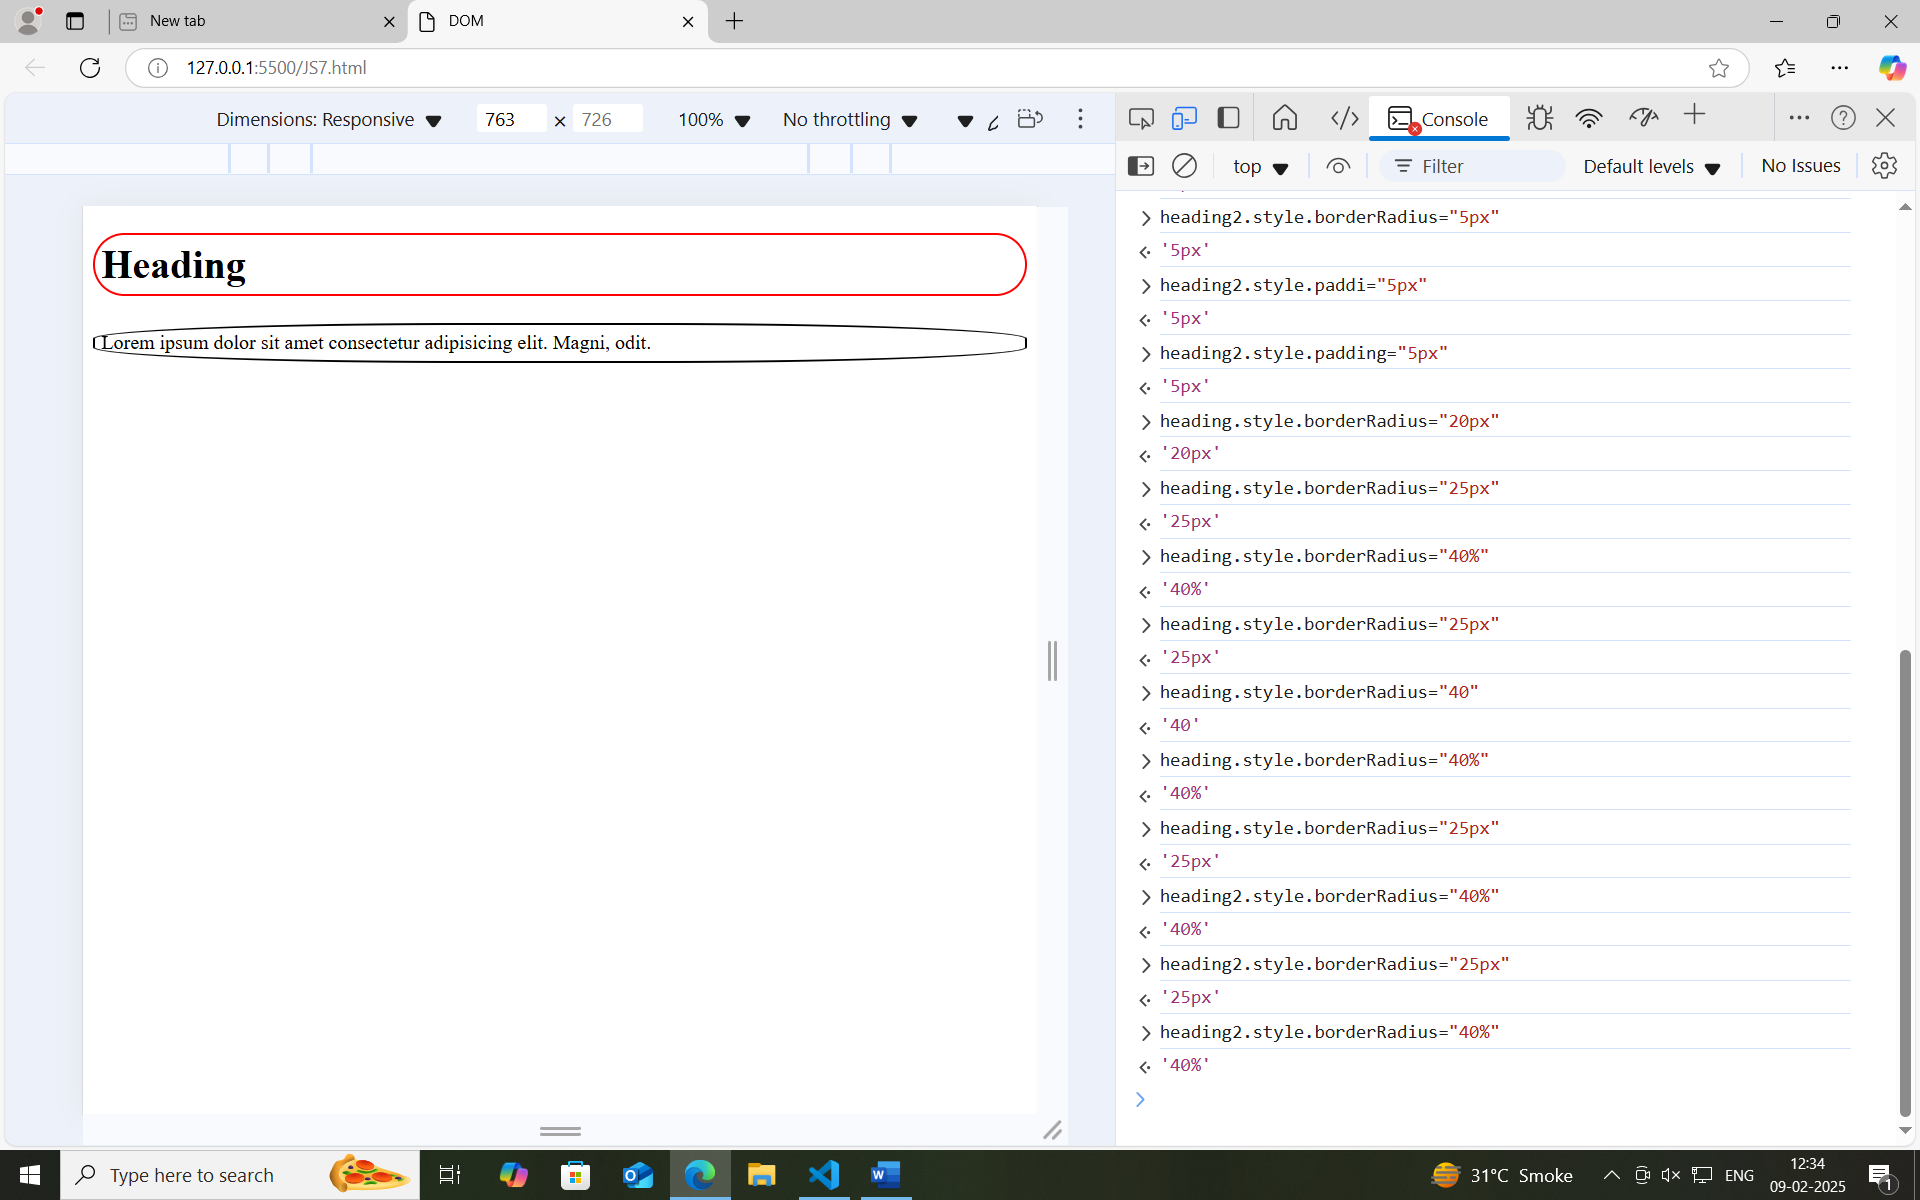 New tab
DOM
127.0.0.1:5500/JS7.html
Dimensions: Responsive 763 × 726 100% No throttling
Console
top Filter Default levels No Issues
Heading
Lorem ipsum dolor sit amet consectetur adipisicing elit. Magni, odit.
heading2.style.borderRadius="5px"
'5px'
heading2.style.paddi="5px"
'5px'
heading2.style.padding="5px"
'5px'
heading.style.borderRadius="20px"
'20px'
heading.style.borderRadius="25px"
'25px'
heading.style.borderRadius="40%"
'40%'
heading.style.borderRadius="25px"
'25px'
heading.style.borderRadius="40"
'40'
heading.style.borderRadius="40%"
'40%'
heading.style.borderRadius="25px"
'25px'
heading2.style.borderRadius="40%"
'40%'
heading2.style.borderRadius="25px"
'25px'
heading2.style.borderRadius="40%"
'40%'
Type here to search
31°C Smoke
ENG
12:34
09-02-2025
1